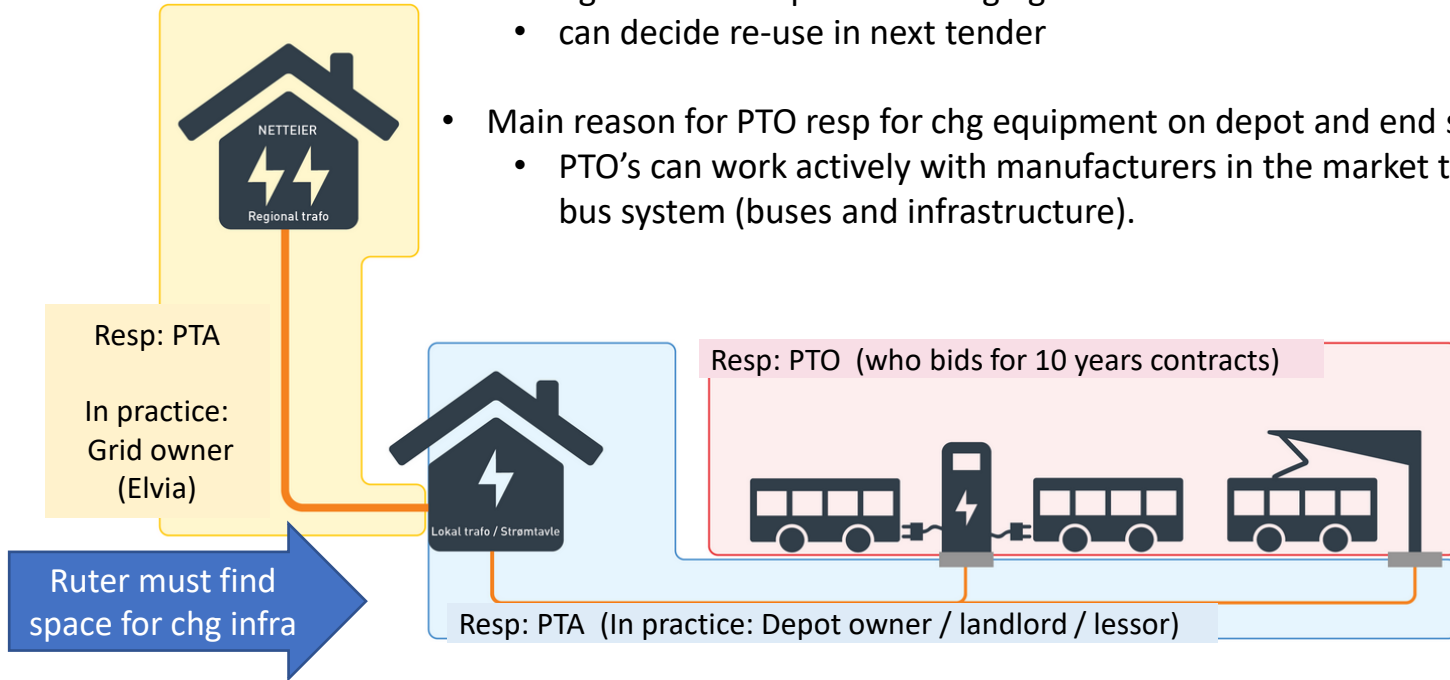 • can decide re-use in next tender
• Main reason for PTO resp for chg equipment on depot and end
• PTO's can work actively with manufacturers in the market
bus system (buses and infrastructure).
NETTEIER
Regional trafo
Resp: PTA
In practice:
Grid owner
(Elvia)
Resp: PTO (who bids for 10 years contracts)
Lokal trafo / Strømtavle
Ruter must find
space for chg infra
Resp: PTA (In practice: Depot owner / landlord / lessor)